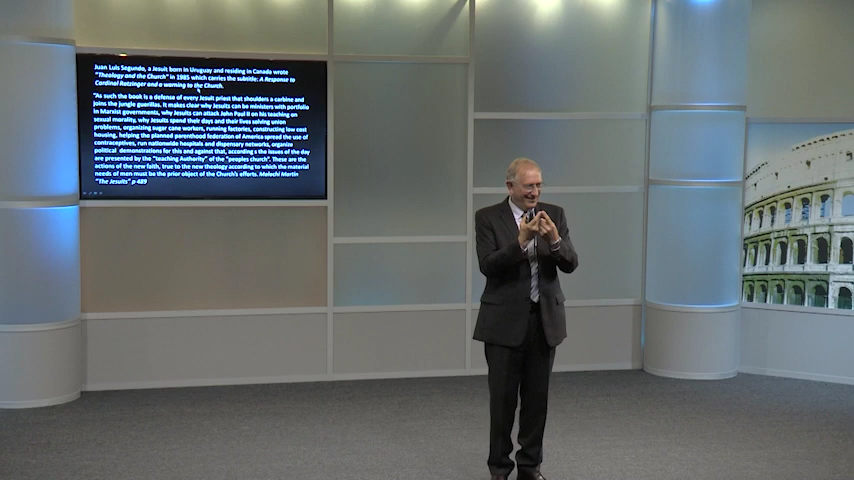 Juan Luis Segundo, a Jesuit born in Uruguay and residing in Canada wrote
"Theology and the Church" in 1985 which carries the subtitle: A Response to
Cardinal Ratzinger and a warning to the Church.
"As such the book is a defense of every Jesuit priest that shoulders a carbine and
joins the jungle guerillas. It makes clear why Jesuits can be ministers with portfolio
in Marxist governments, why Jesuits can attack John Paul II on his teaching on
sexual morality, why Jesuits spend their days and their lives solving union
problems, organizing sugar cane workers, running factories, constructing low cost
housing, helping the planned parenthood federation of America spread the use of
contraceptives, run nationwide hospitals and dispensary networks, organize
political demonstrations for this and against that, according s the issues of the day
are presented by the "teaching Authority" of the "peoples church". These are the
actions of the new faith, true to the new theology according to which the material
needs of men must be the prior object of the Church's efforts. Malachi Martin
"The Jesuits" p 489